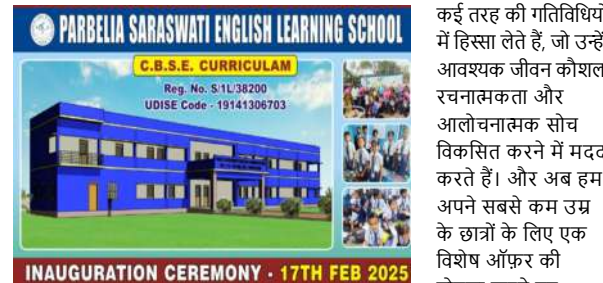 PARBELIA SARASWATI ENGLISH LEARNING SCHOOL
C.B.S.E. CURRICULAM
Reg. No. S/1L/38200
UDISE Code - 19141306703
INAUGURATION CEREMONY - 17TH FEB 2025
कई तरह की गतिविधियों
में हिस्सा लेते हैं, जो उन्हें
आवश्यक जीवन कौशल
रचनात्मकता और
आलोचनात्मक सोच
विकसित करने में मदद
करते हैं। और अब हम
अपने सबसे कम उम्र
के छात्रों के लिए एक
विशेष ऑफ़र की